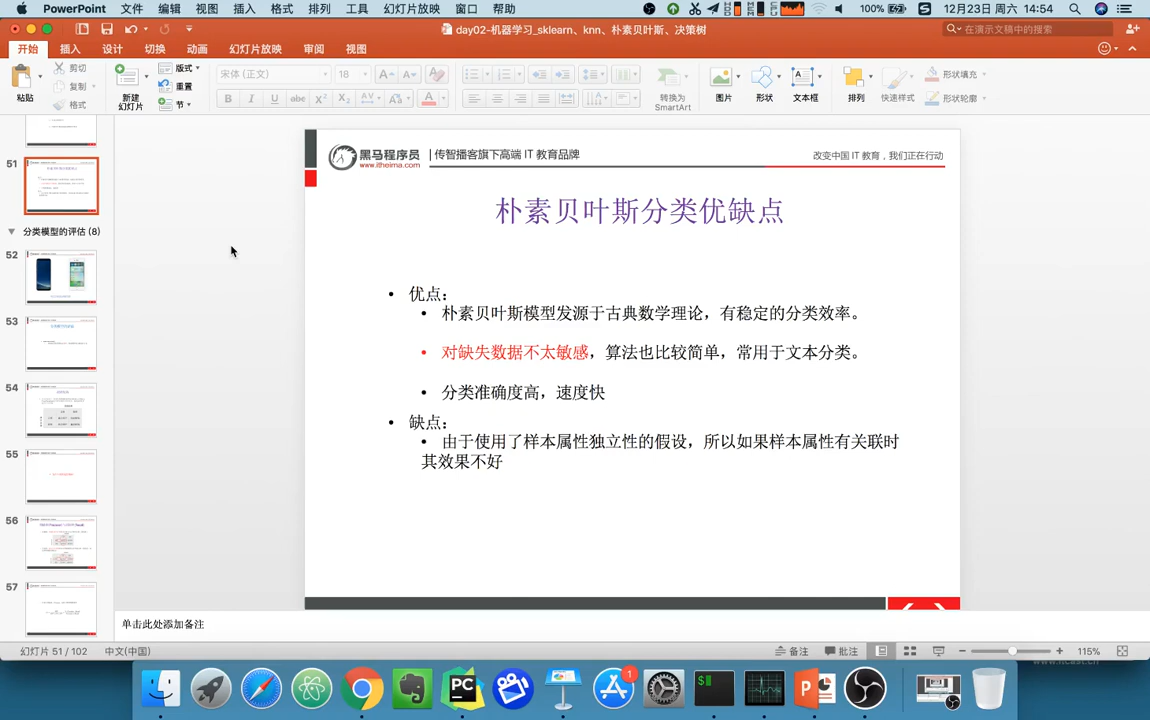 PowerPoint 文件 编辑 视图 插入 格式 排列 工具 幻灯片放映 窗口 帮助 100% 12月23日 周六 14:54
day02-机器学习_sklearn、knn、朴素贝叶斯、决策树
在演示文稿中的搜索
开始 插入 设计 切换 动画 幻灯片放映 审阅 视图
粘贴 剪切 复制 格式
新建 幻灯片 版式 重置 节
宋体 (正文) 18
B I U abc X² X₂ AV
转换为 SmartArt
图片 形状 文本框 排列 快速样式 形状填充 形状轮廓
51
分类模型的评估 (8)
52
53
54
55
56
57
黑马程序员 | 传智播客旗下高端 IT 教育品牌
www.itheima.com
改变中国 IT 教育，我们正在行动
朴素贝叶斯分类优缺点
• 优点：
• 朴素贝叶斯模型发源于古典数学理论，有稳定的分类效率。
• 对缺失数据不太敏感，算法也比较简单，常用于文本分类。
• 分类准确度高，速度快
• 缺点：
• 由于使用了样本属性独立性的假设，所以如果样本属性有关联时
其效果不好
单击此处添加备注
幻灯片 51 / 102 中文(中国) 备注 批注 115%
PC
1